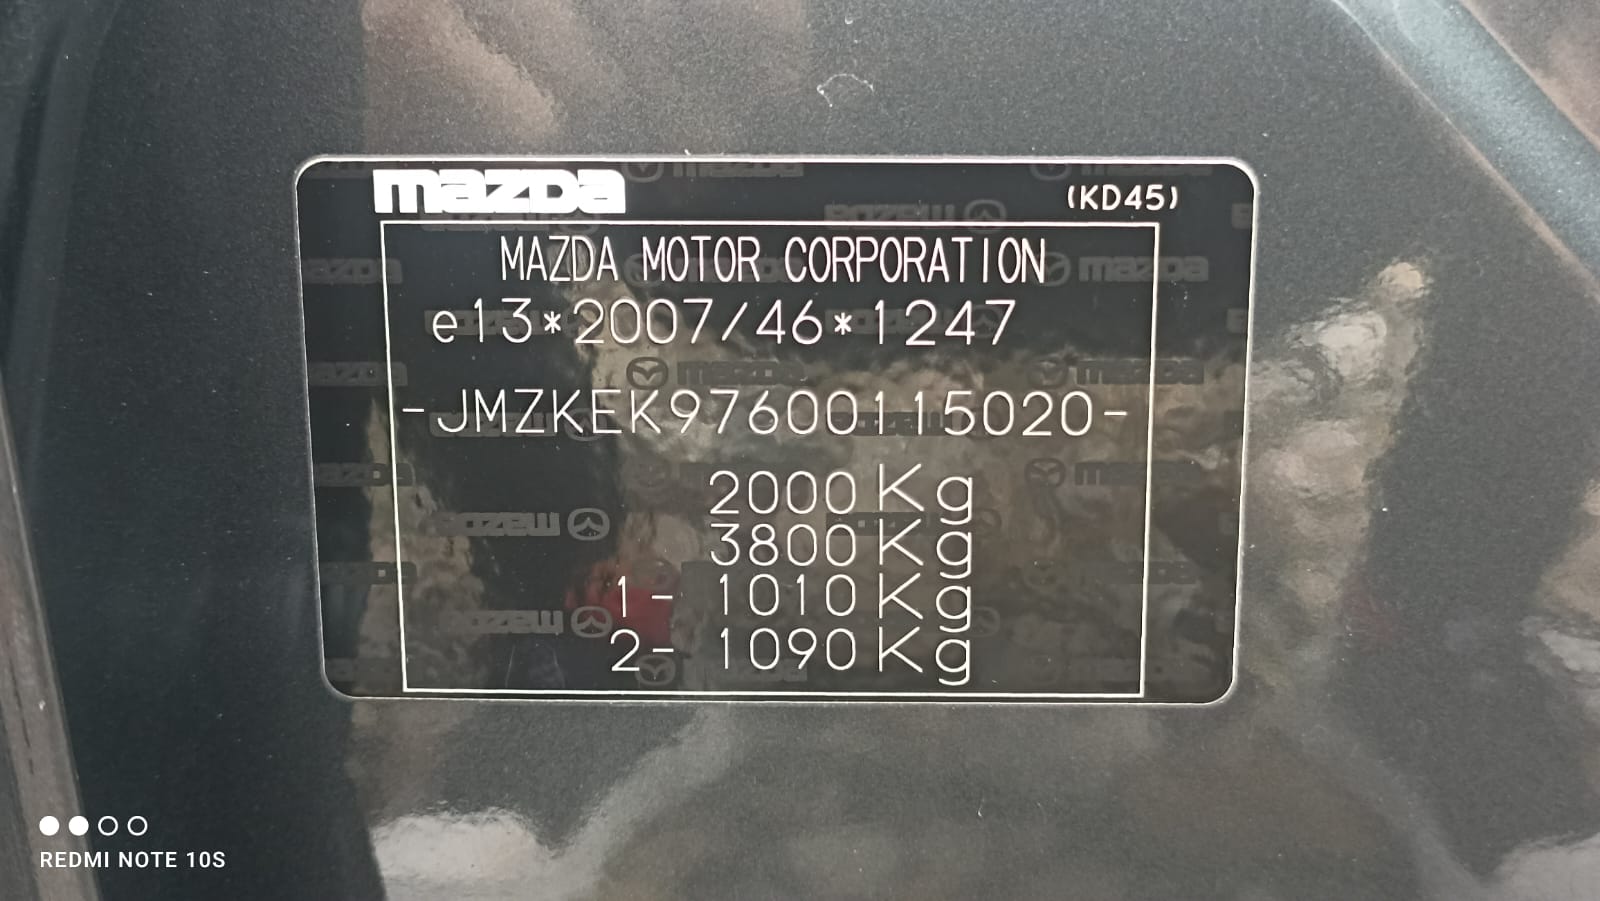 mazda (KD45)
MAZDA MOTOR CORPORATION
e13*2007/46*1247
-JMZKEK97600115020-
2000 Kg
3800 Kg
1- 1010 Kg
2- 1090 Kg
REDMI NOTE 10S